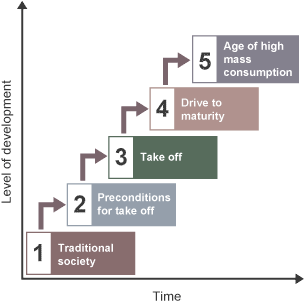 Level of development
5
Age of high
mass
consumption
4
Drive to
maturity
3
Take off
2
Preconditions
for take off
1
Traditional
society
Time